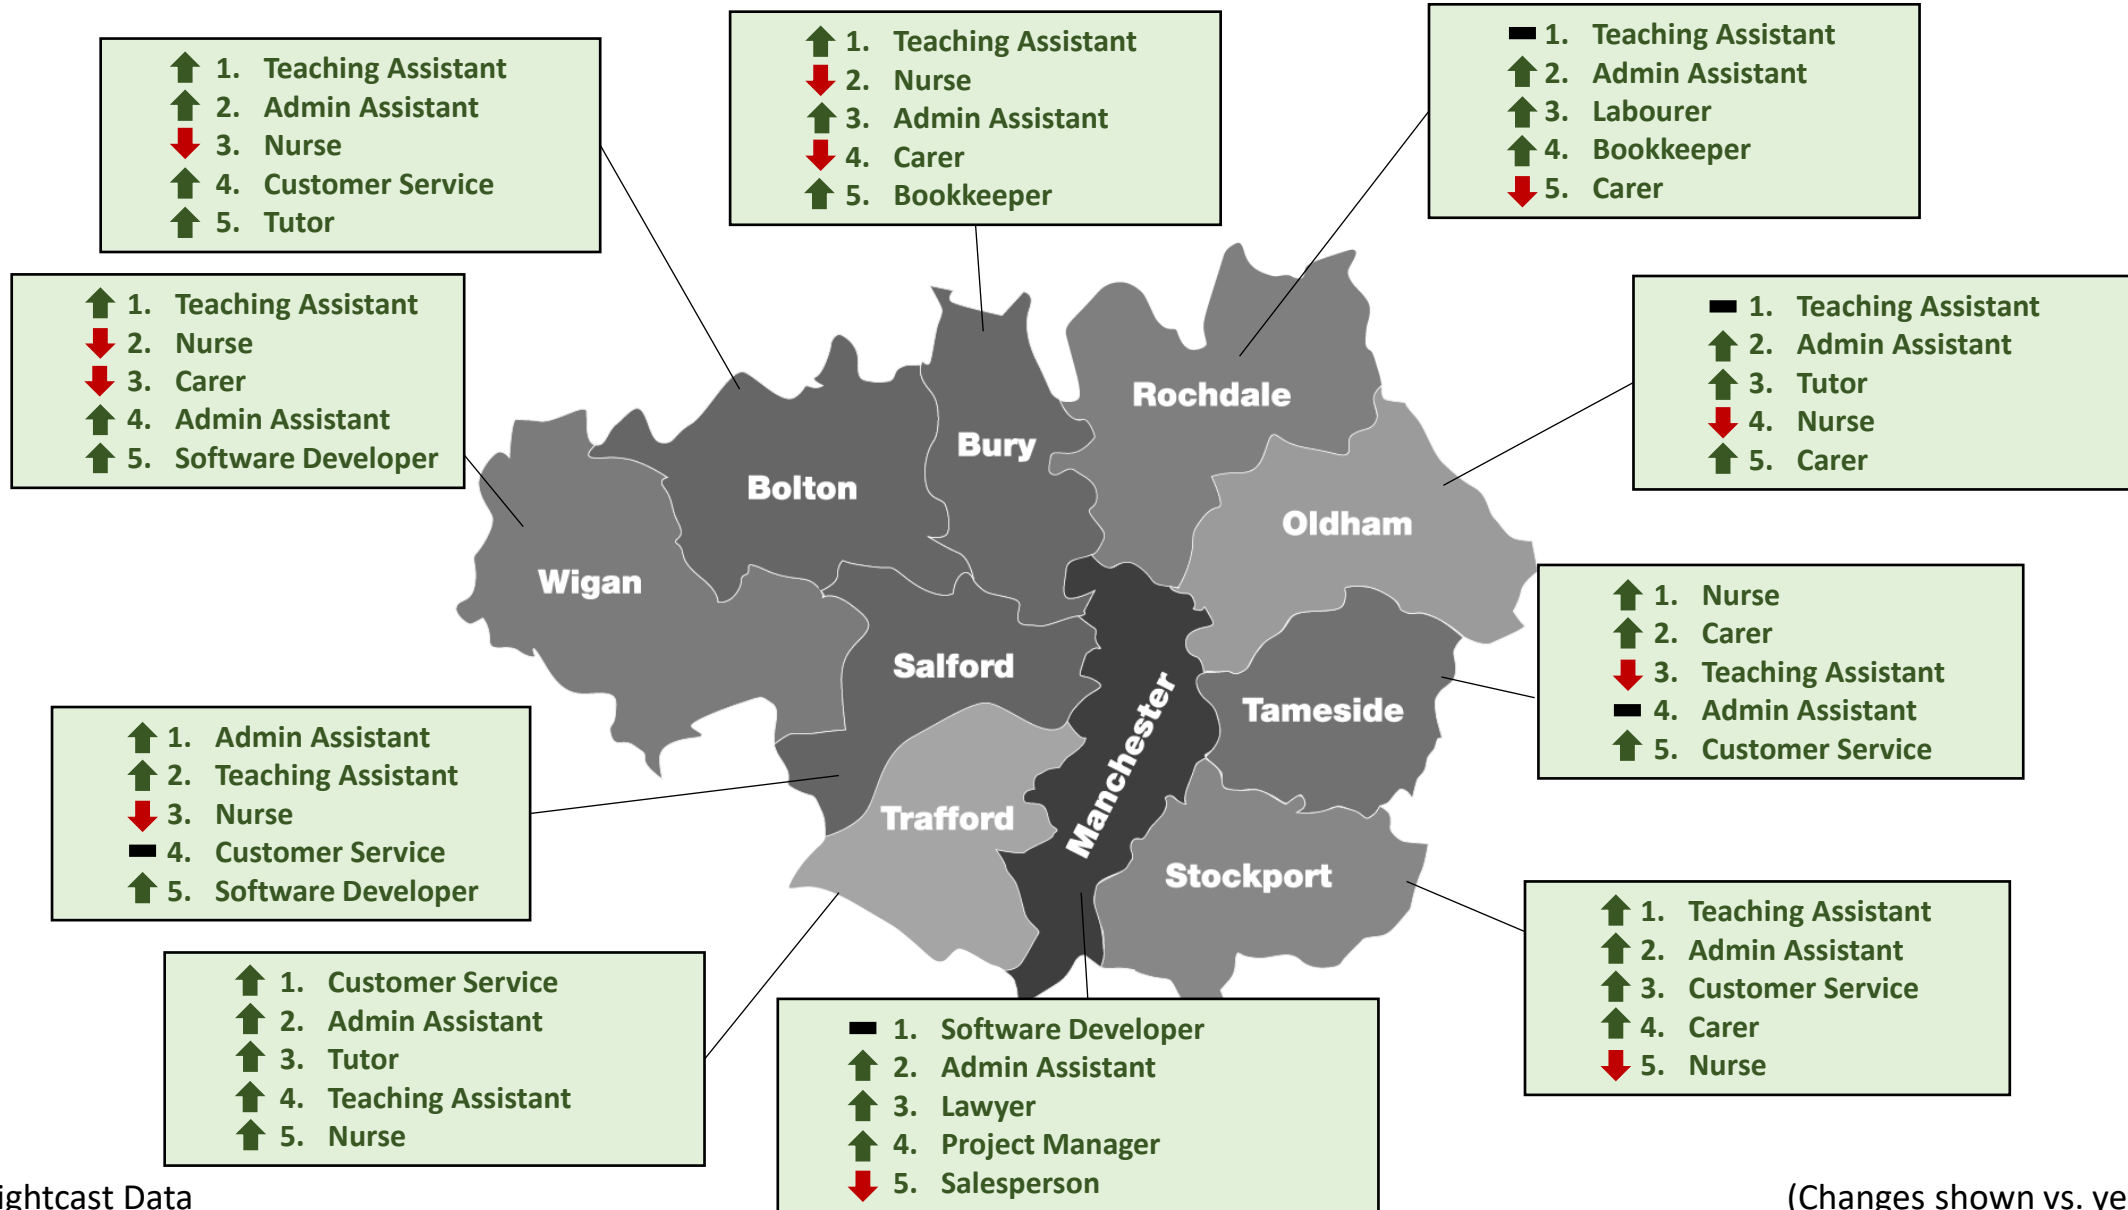 1. Teaching Assistant
2. Admin Assistant
3. Nurse
4. Customer Service
5. Tutor
1. Teaching Assistant
2. Nurse
3. Admin Assistant
4. Carer
5. Bookkeeper
1. Teaching Assistant
2. Admin Assistant
3. Labourer
4. Bookkeeper
5. Carer
1. Teaching Assistant
2. Nurse
3. Carer
4. Admin Assistant
5. Software Developer
1. Teaching Assistant
2. Admin Assistant
3. Tutor
4. Nurse
5. Carer
Rochdale
Bury
Bolton
Oldham
Wigan
Salford
Tameside
Manchester
Trafford
Stockport
1. Nurse
2. Carer
3. Teaching Assistant
4. Admin Assistant
5. Customer Service
1. Admin Assistant
2. Teaching Assistant
3. Nurse
4. Customer Service
5. Software Developer
1. Teaching Assistant
2. Admin Assistant
3. Customer Service
4. Carer
5. Nurse
1. Customer Service
2. Admin Assistant
3. Tutor
4. Teaching Assistant
5. Nurse
1. Software Developer
2. Admin Assistant
3. Lawyer
4. Project Manager
5. Salesperson
Data
(Changes shown vs.